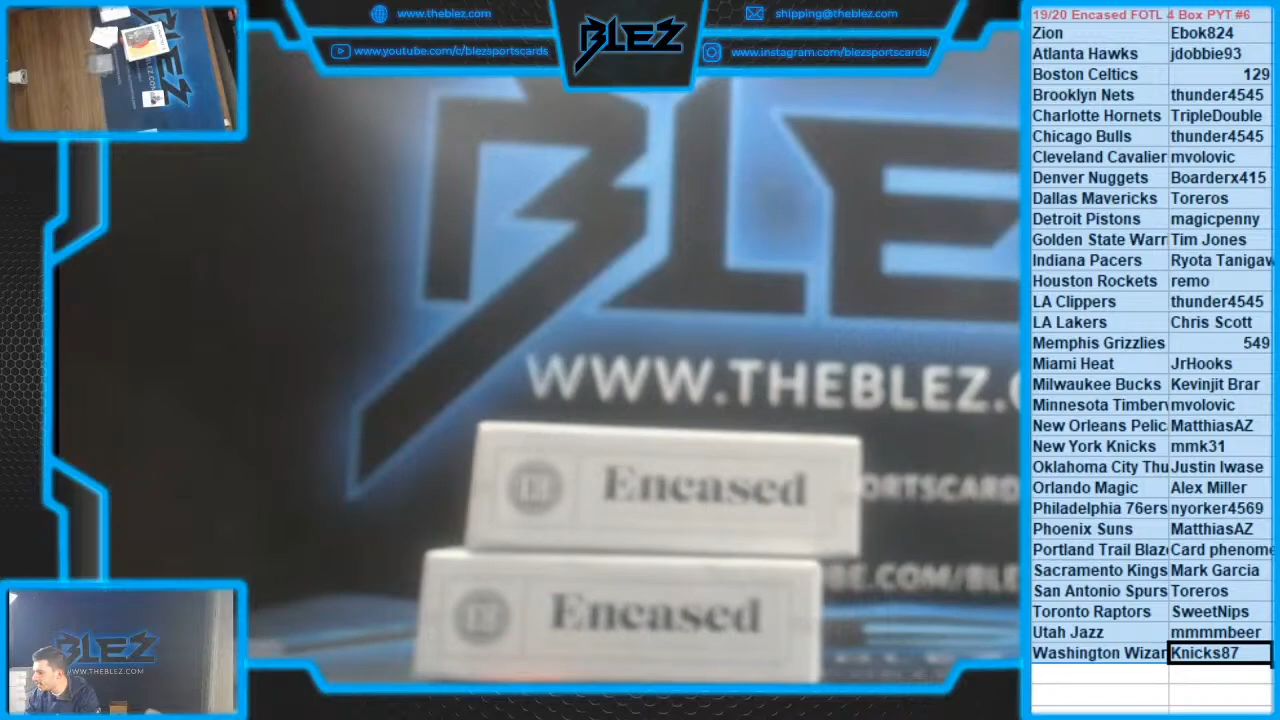 www.theblez.com
www.youtube.com/c/blezsportscards
BLEZ
shipping@theblez.com
www.instagram.com/blezsportscards/
BLEZ
WWW.THEBLEZ.C
ORTSCARD
BE.COM/BLE
Encased
Encased
BLEZ
WWW.THEBLEZ.COM
19/20 Encased FOTL 4 Box PYT #6
Zion Ebok824
Atlanta Hawks jdobbie93
Boston Celtics 129
Brooklyn Nets thunder4545
Charlotte Hornets TripleDouble
Chicago Bulls thunder4545
Cleveland Cavalier mvolovic
Denver Nuggets Boarderx415
Dallas Mavericks Toreros
Detroit Pistons magicpenny
Golden State Warr Tim Jones
Indiana Pacers Ryota Tanigaw
Houston Rockets remo
LA Clippers thunder4545
LA Lakers Chris Scott
Memphis Grizzlies 549
Miami Heat JrHooks
Milwaukee Bucks Kevinjit Brar
Minnesota Timberv mvolovic
New Orleans Pelic MatthiasAZ
New York Knicks mmk31
Oklahoma City Thu Justin Iwase
Orlando Magic Alex Miller
Philadelphia 76ers nyorker4569
Phoenix Suns MatthiasAZ
Portland Trail Blaze Card phenome
Sacramento Kings Mark Garcia
San Antonio Spurs Toreros
Toronto Raptors SweetNips
Utah Jazz mmmmbeer
Washington Wizar Knicks87